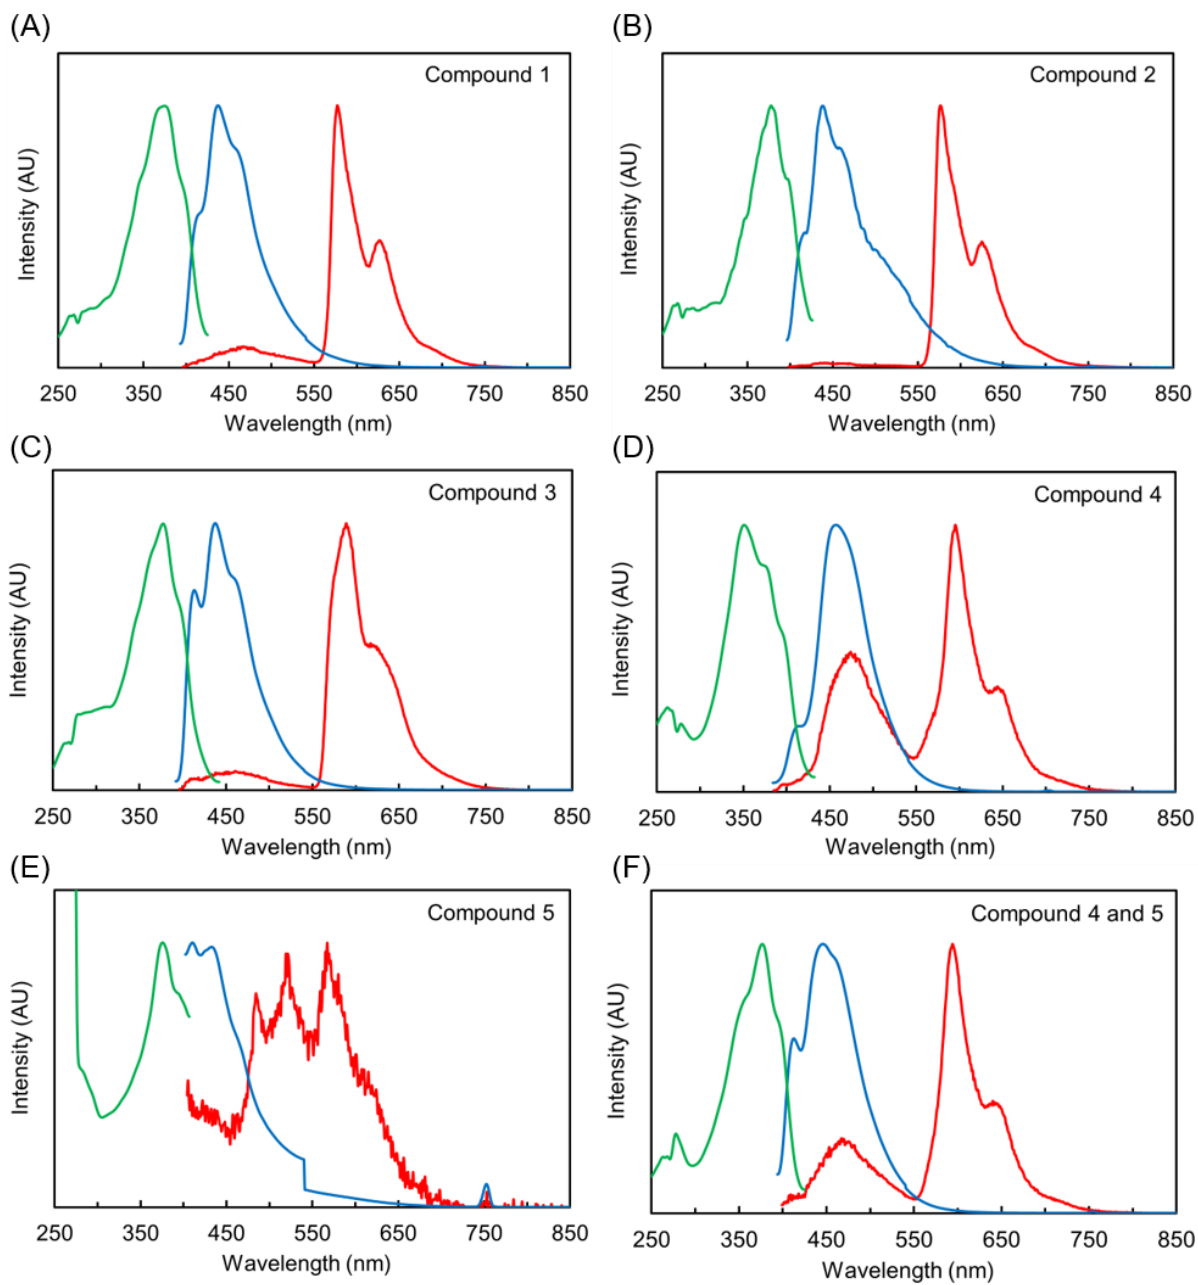 (A)
Compound 1
Intensity (AU)
250 350 450 550 650 750 850
Wavelength (nm)
(B)
Compound 2
Intensity (AU)
250 350 450 550 650 750 850
Wavelength (nm)
(C)
Compound 3
Intensity (AU)
250 350 450 550 650 750 850
Wavelength (nm)
(D)
Compound 4
Intensity (AU)
250 350 450 550 650 750 850
Wavelength (nm)
(E)
Compound 5
Intensity (AU)
250 350 450 550 650 750 850
Wavelength (nm)
(F)
Compound 4 and 5
Intensity (AU)
250 350 450 550 650 750 850
Wavelength (nm)